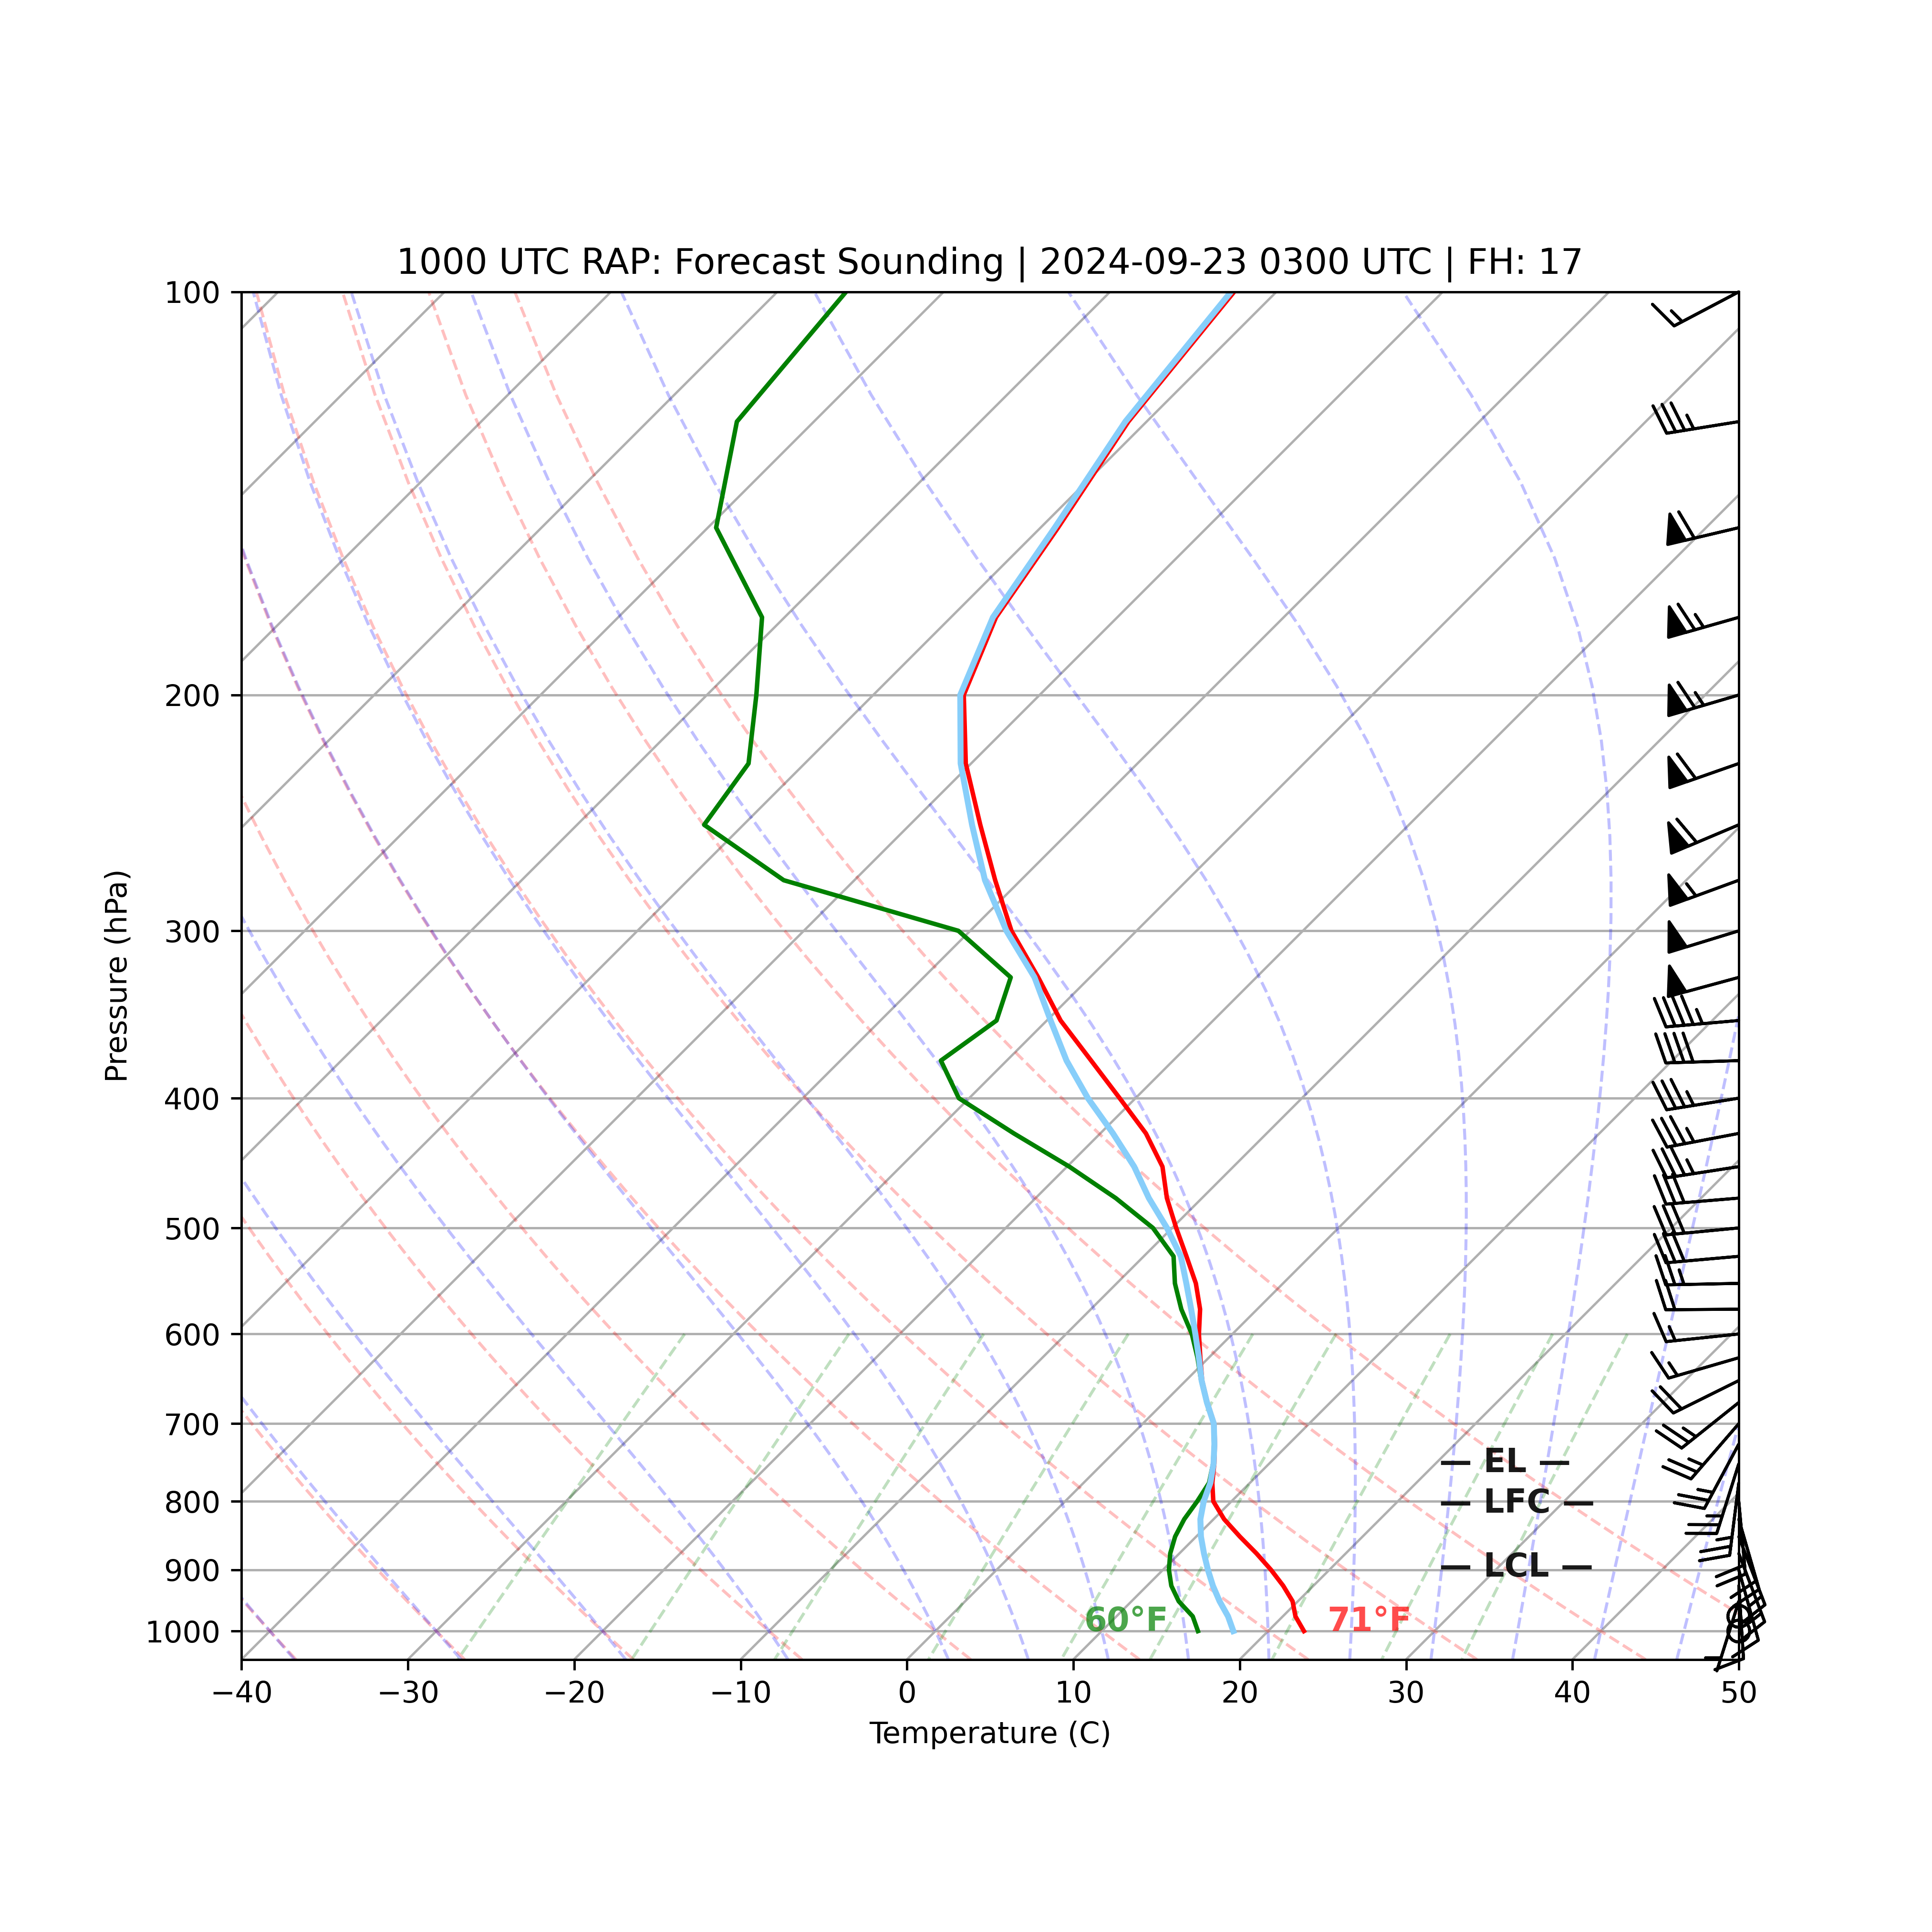 1000 UTC RAP: Forecast Sounding | 2024-09-23 0300 UTC | FH: 17
100
200
300
400
500
600
700
800
900
1000
Pressure (hPa)
— EL —
— LFC —
— LCL —
60°F
71°F
−40 −30 −20 −10 0 10 20 30 40 50
Temperature (C)